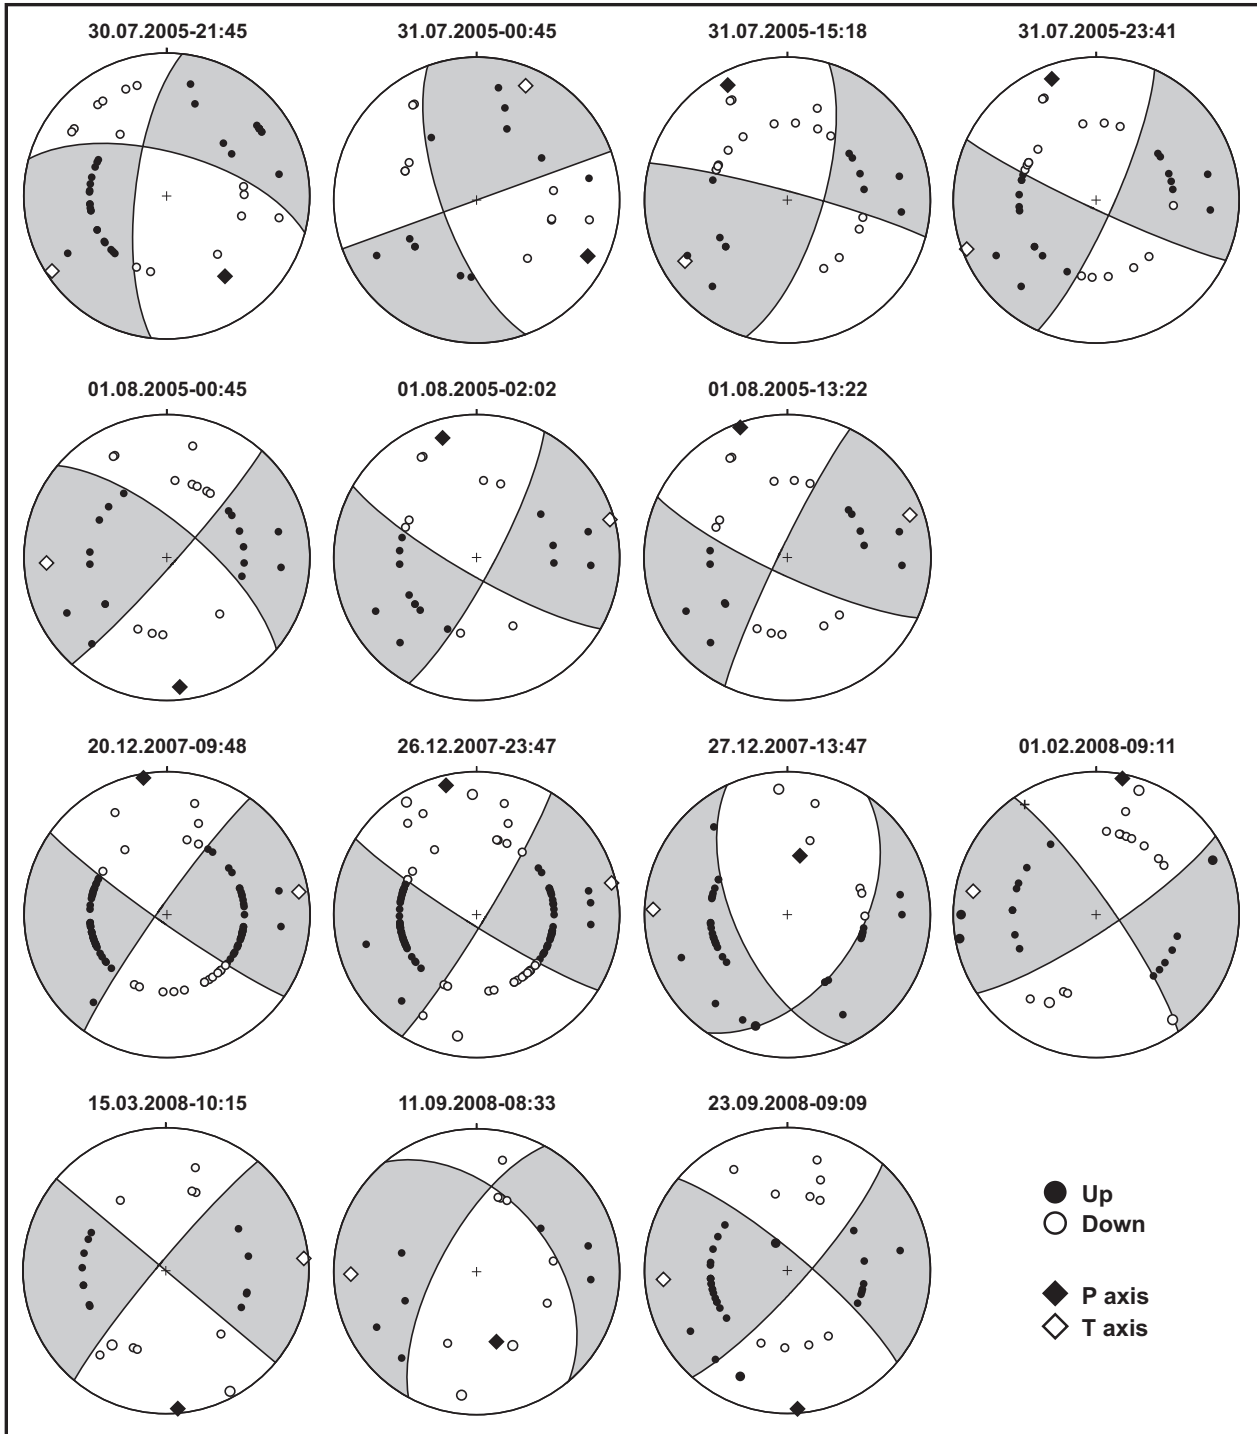 30.07.2005-21:45 31.07.2005-00:45 31.07.2005-15:18 31.07.2005-23:41
01.08.2005-00:45 01.08.2005-02:02 01.08.2005-13:22
20.12.2007-09:48 26.12.2007-23:47 27.12.2007-13:47 01.02.2008-09:11
15.03.2008-10:15 11.09.2008-08:33 23.09.2008-09:09
Up
Down
P axis
T axis